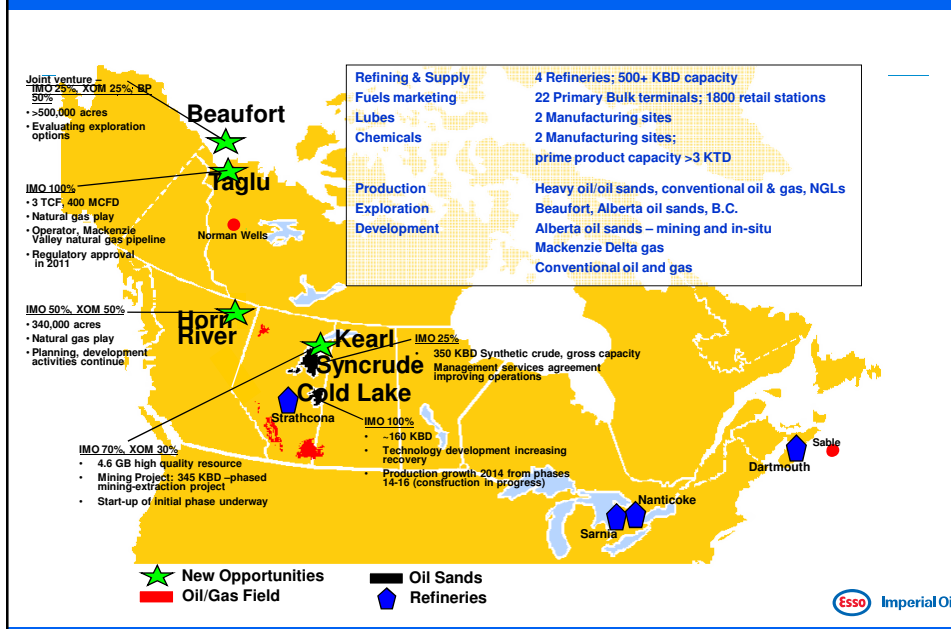 Joint venture –
IMO 25%, XOM 25%, BP
50%
• >500,000 acres
• Evaluating exploration
options
Beaufort
Refining & Supply 4 Refineries; 500+ KBD capacity
Fuels marketing 22 Primary Bulk terminals; 1800 retail stations
Lubes 2 Manufacturing sites
Chemicals 2 Manufacturing sites;
prime product capacity >3 KTD
Production Heavy oil/oil sands, conventional oil & gas, NGLs
Exploration Beaufort, Alberta oil sands, B.C.
Development Alberta oil sands – mining and in-situ
Mackenzie Delta gas
Conventional oil and gas
Taglu
IMO 100%
• 3 TCF, 400 MCFD
• Natural gas play
• Operator, Mackenzie
Valley natural gas pipeline
• Regulatory approval
in 2011
Norman Wells
IMO 50%, XOM 50%
• 340,000 acres
• Natural gas play
• Planning, development
activities continue
Horn
River
Kearl
Syncrude
Cold Lake
IMO 25%
• 350 KBD Synthetic crude, gross capacity
• Management services agreement
improving operations
Strathcona
IMO 100%
• ~160 KBD
• Technology development increasing
recovery
• Production growth 2014 from phases
14-16 (construction in progress)
IMO 70%, XOM 30%
• 4.6 GB high quality resource
• Mining Project: 345 KBD –phased
mining-extraction project
• Start-up of initial phase underway
Sable
Dartmouth
Nanticoke
Sarnia
New Opportunities
Oil Sands
Oil/Gas Field
Refineries
Esso Imperial Oi